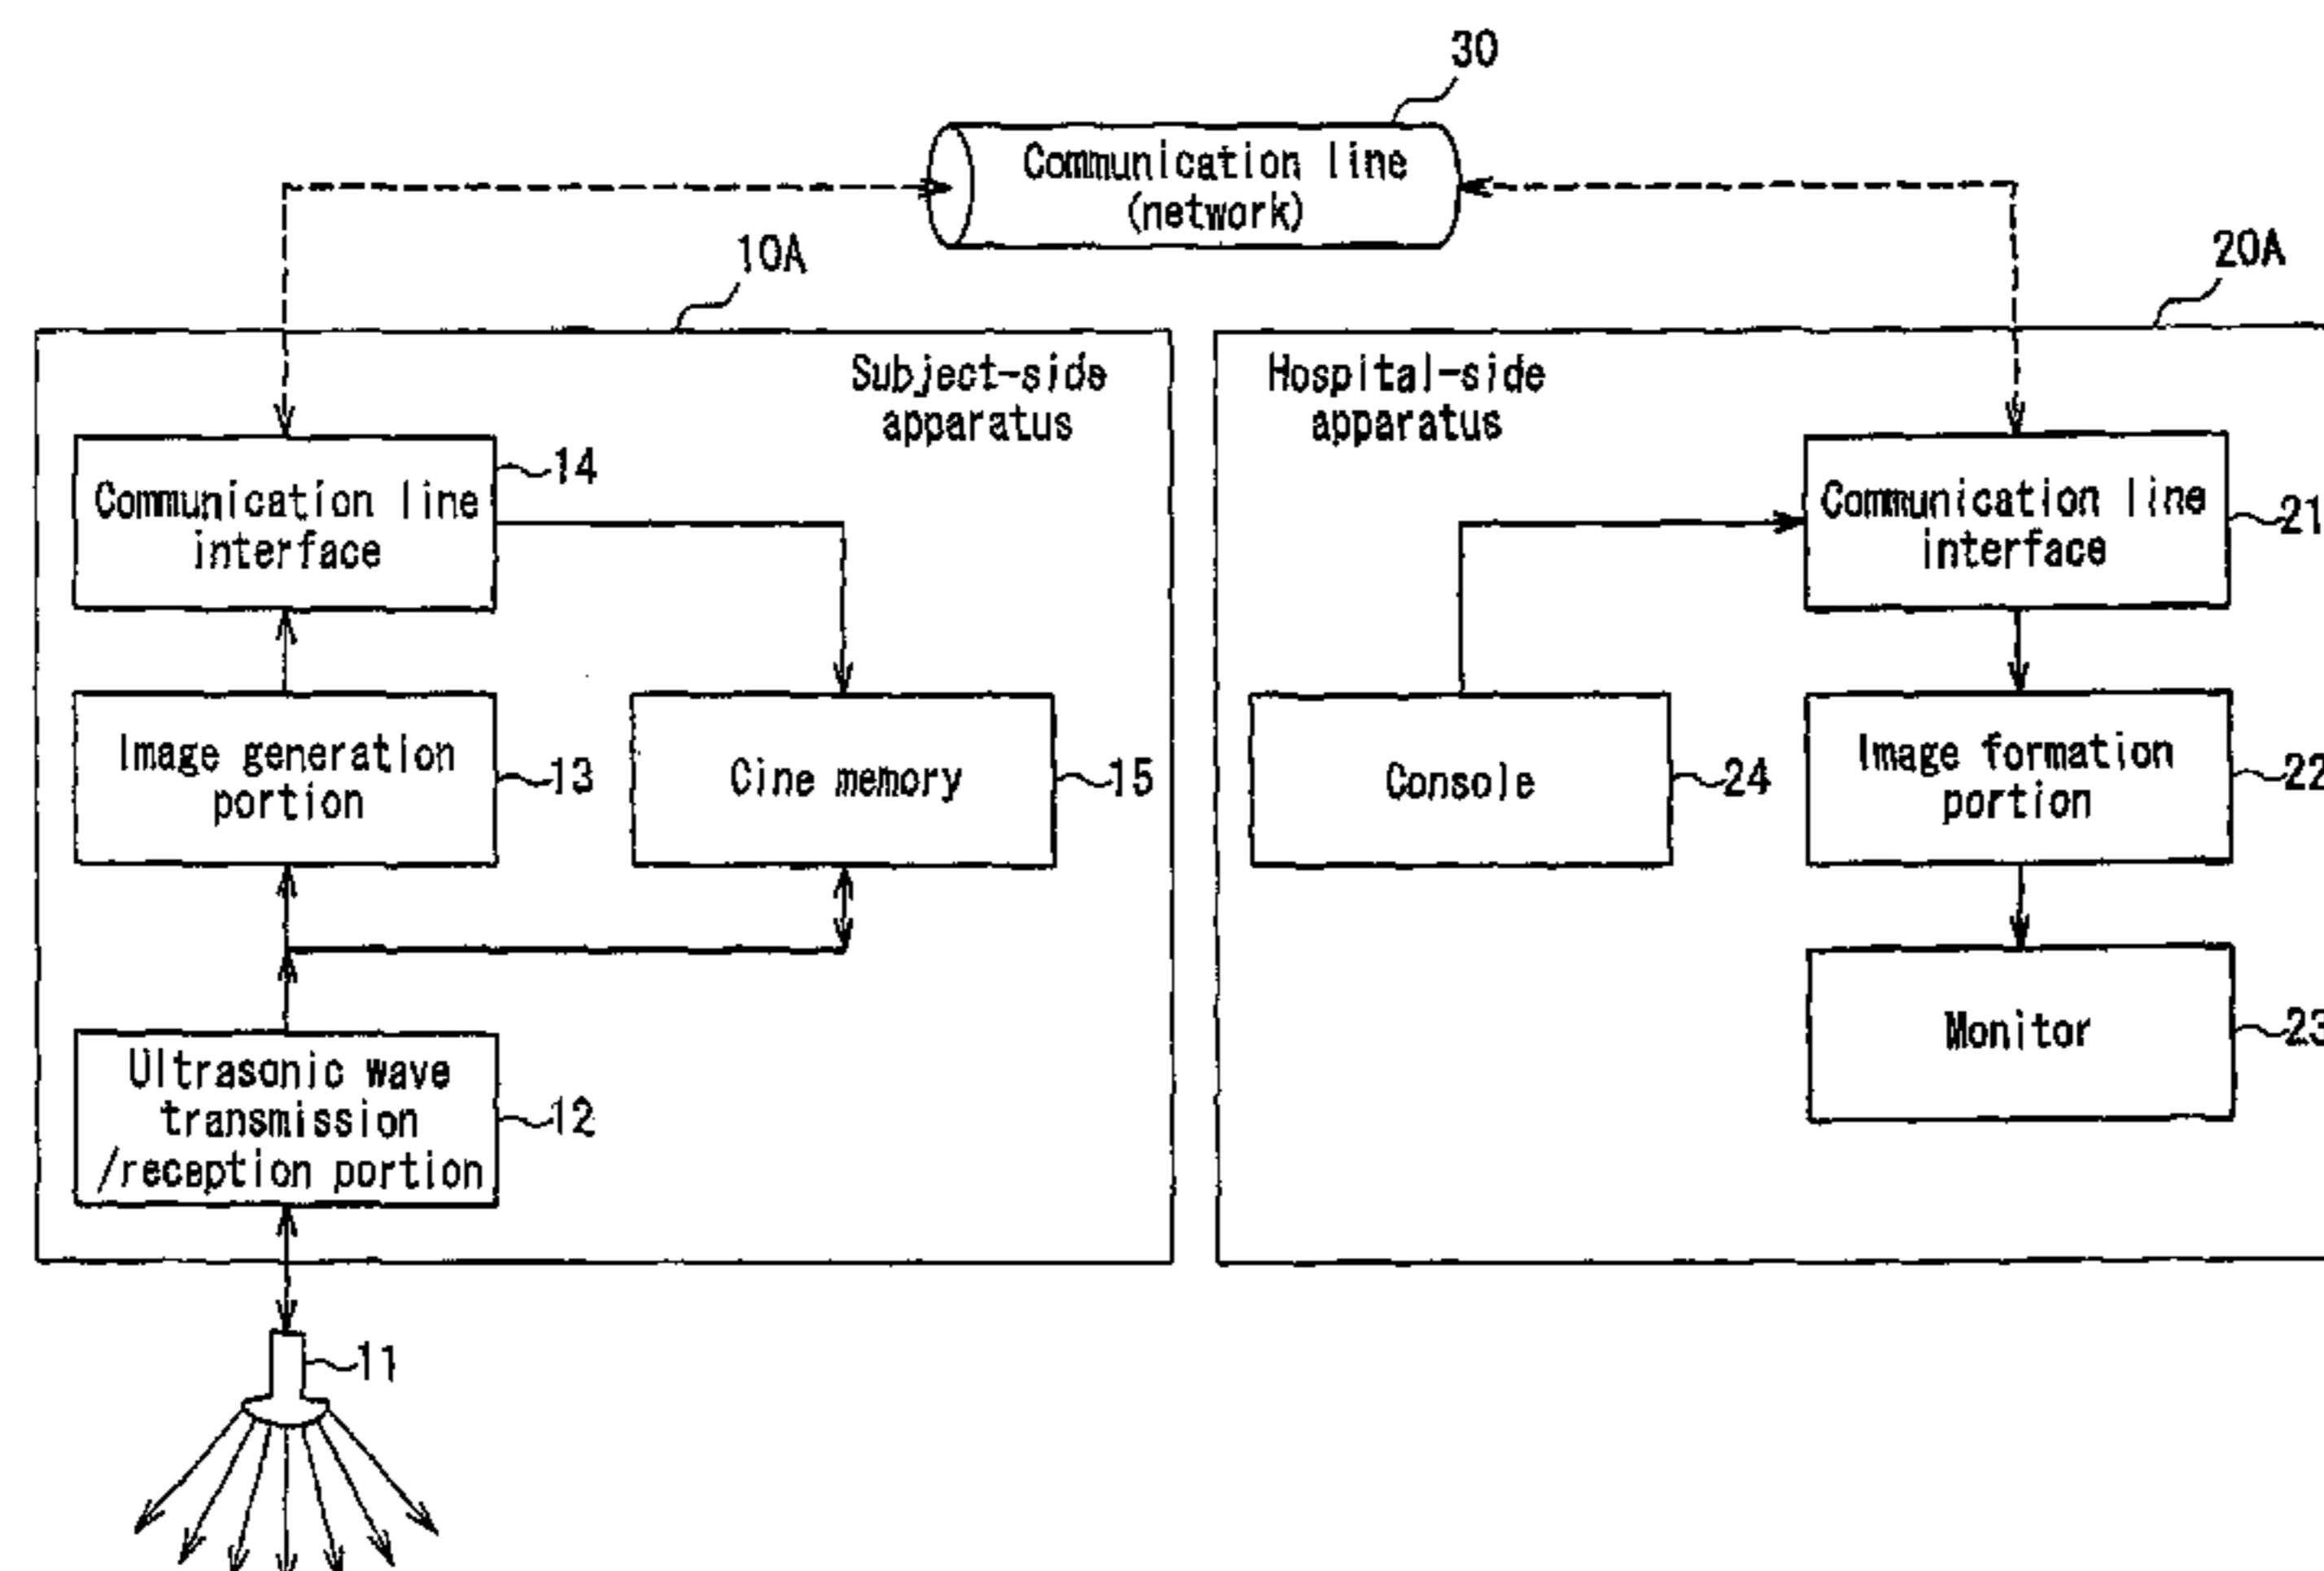 30
Communication line
(network)
10A
20A
Subject-side
apparatus
Hospital-side
apparatus
14
Communication line
interface
Communication line
interface
21
Image generation
portion
13
Cine memory
15
Console
24
Image formation
portion
22
Ultrasonic wave
transmission
/reception portion
12
Monitor
23
11